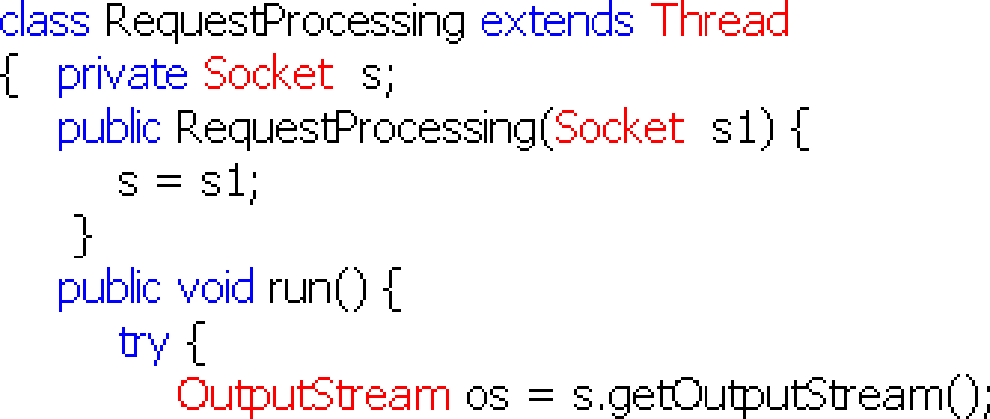 class RequestProcessing extends Thread
{ private Socket s;
public RequestProcessing(Socket s1) {
s = s1;
}
public void run() {
try {
OutputStream os = s.getOutputStream();